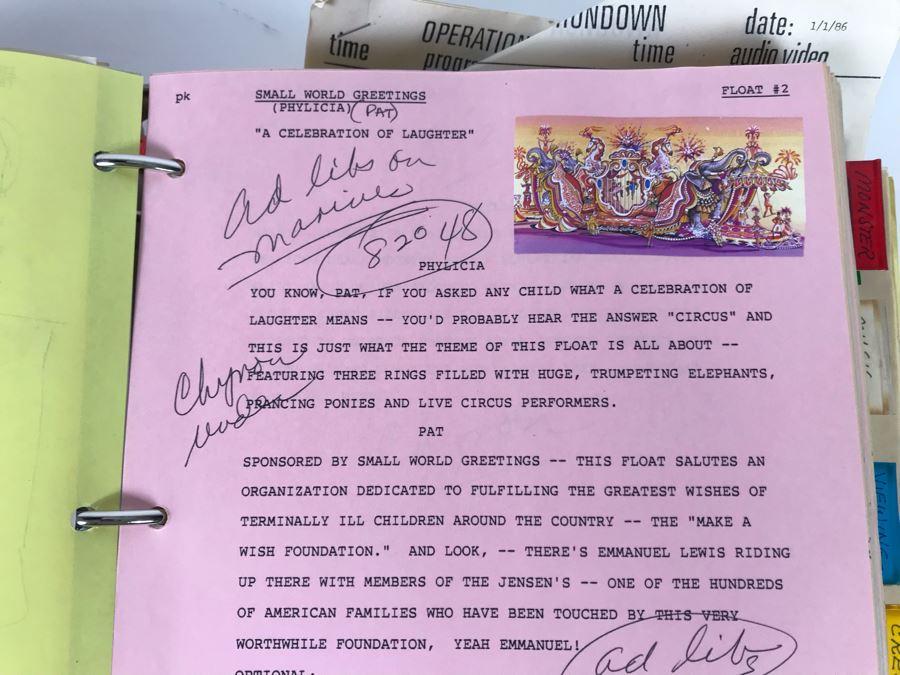 OPERATION RUNDOWN date: 1/1/86
time time audio video
pk SMALL WORLD GREETINGS FLOAT #2
(PHYLICIA) (PAT)
"A CELEBRATION OF LAUGHTER"
ad libs on
marines
82048
PHYLICIA
YOU KNOW, PAT, IF YOU ASKED ANY CHILD WHAT A CELEBRATION OF
LAUGHTER MEANS -- YOU'D PROBABLY HEAR THE ANSWER "CIRCUS" AND
THIS IS JUST WHAT THE THEME OF THIS FLOAT IS ALL ABOUT --
FEATURING THREE RINGS FILLED WITH HUGE, TRUMPETING ELEPHANTS,
PRANCING PONIES AND LIVE CIRCUS PERFORMERS.
PAT
SPONSORED BY SMALL WORLD GREETINGS -- THIS FLOAT SALUTES AN
ORGANIZATION DEDICATED TO FULFILLING THE GREATEST WISHES OF
TERMINALLY ILL CHILDREN AROUND THE COUNTRY -- THE "MAKE A
WISH FOUNDATION." AND LOOK, -- THERE'S EMMANUEL LEWIS RIDING
UP THERE WITH MEMBERS OF THE JENSEN'S -- ONE OF THE HUNDREDS
OF AMERICAN FAMILIES WHO HAVE BEEN TOUCHED BY THIS VERY
WORTHWHILE FOUNDATION, YEAH EMMANUEL!
ad libs
OPTIONAL:
MONSTER
VIEWING